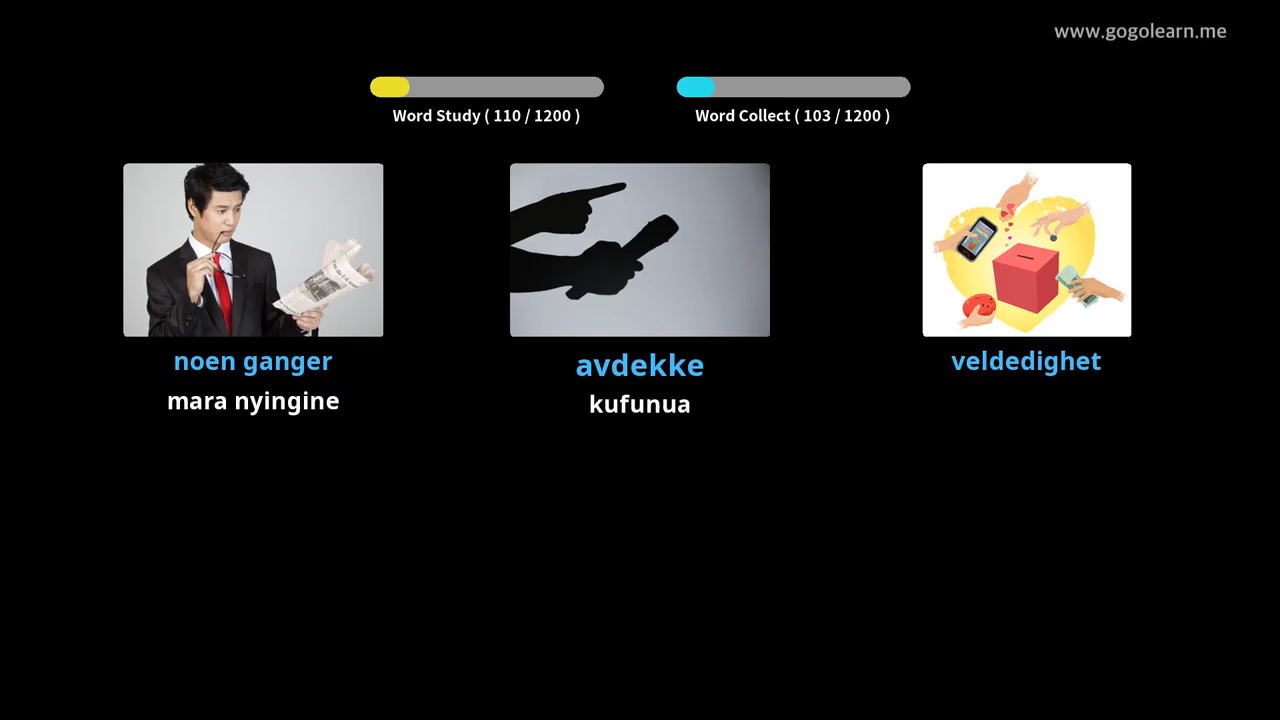 www.gogolearn.me
Word Study ( 110 / 1200 )
Word Collect ( 103 / 1200 )
noen ganger
avdekke
veldedighet
mara nyingine
kufunua